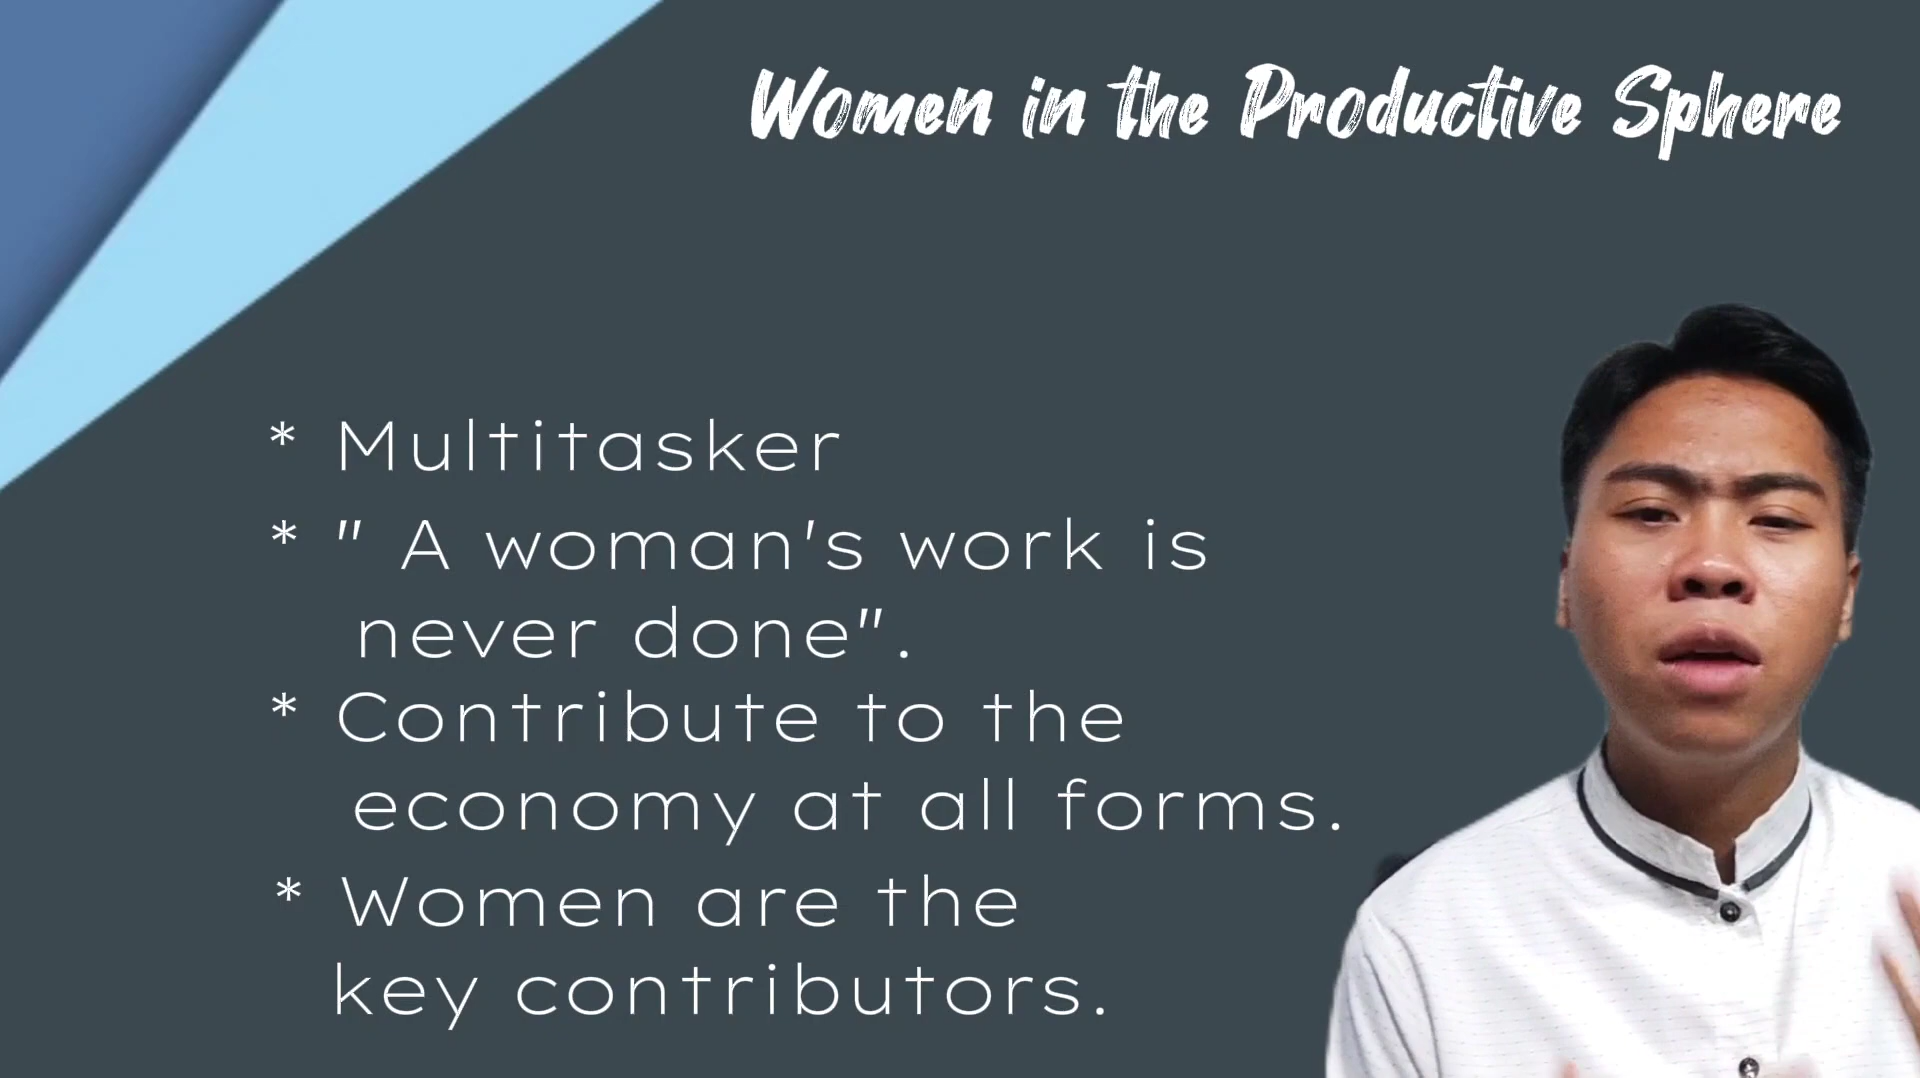 Women in the Productive Sphere
* Multitasker
* " A woman's work is
never done".
* Contribute to the
economy at all forms.
* Women are the
key contributors.